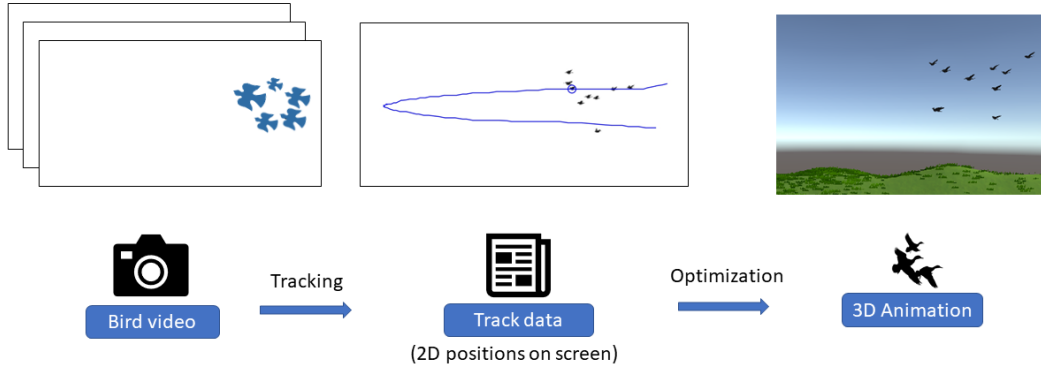 Tracking
Optimization
Bird video
Track data
3D Animation
(2D positions on screen)